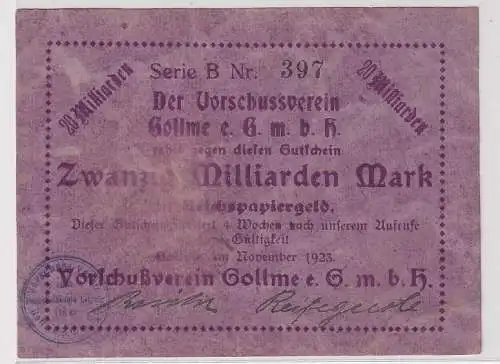 20 Milliarden
Serie B Nr. 397
20 Milliarden
Der Vorschussverein
Gollme e. G. m. b. H.
gegen diesen Gutschein
Zwanzig Milliarden Mark
Reichspapiergeld.
Dieser Gutschein 4 Wochen nach unserem Aufrufe
Gültigkeit
im November 1923.
Vorschußverein Gollme e. G. m. b. H.